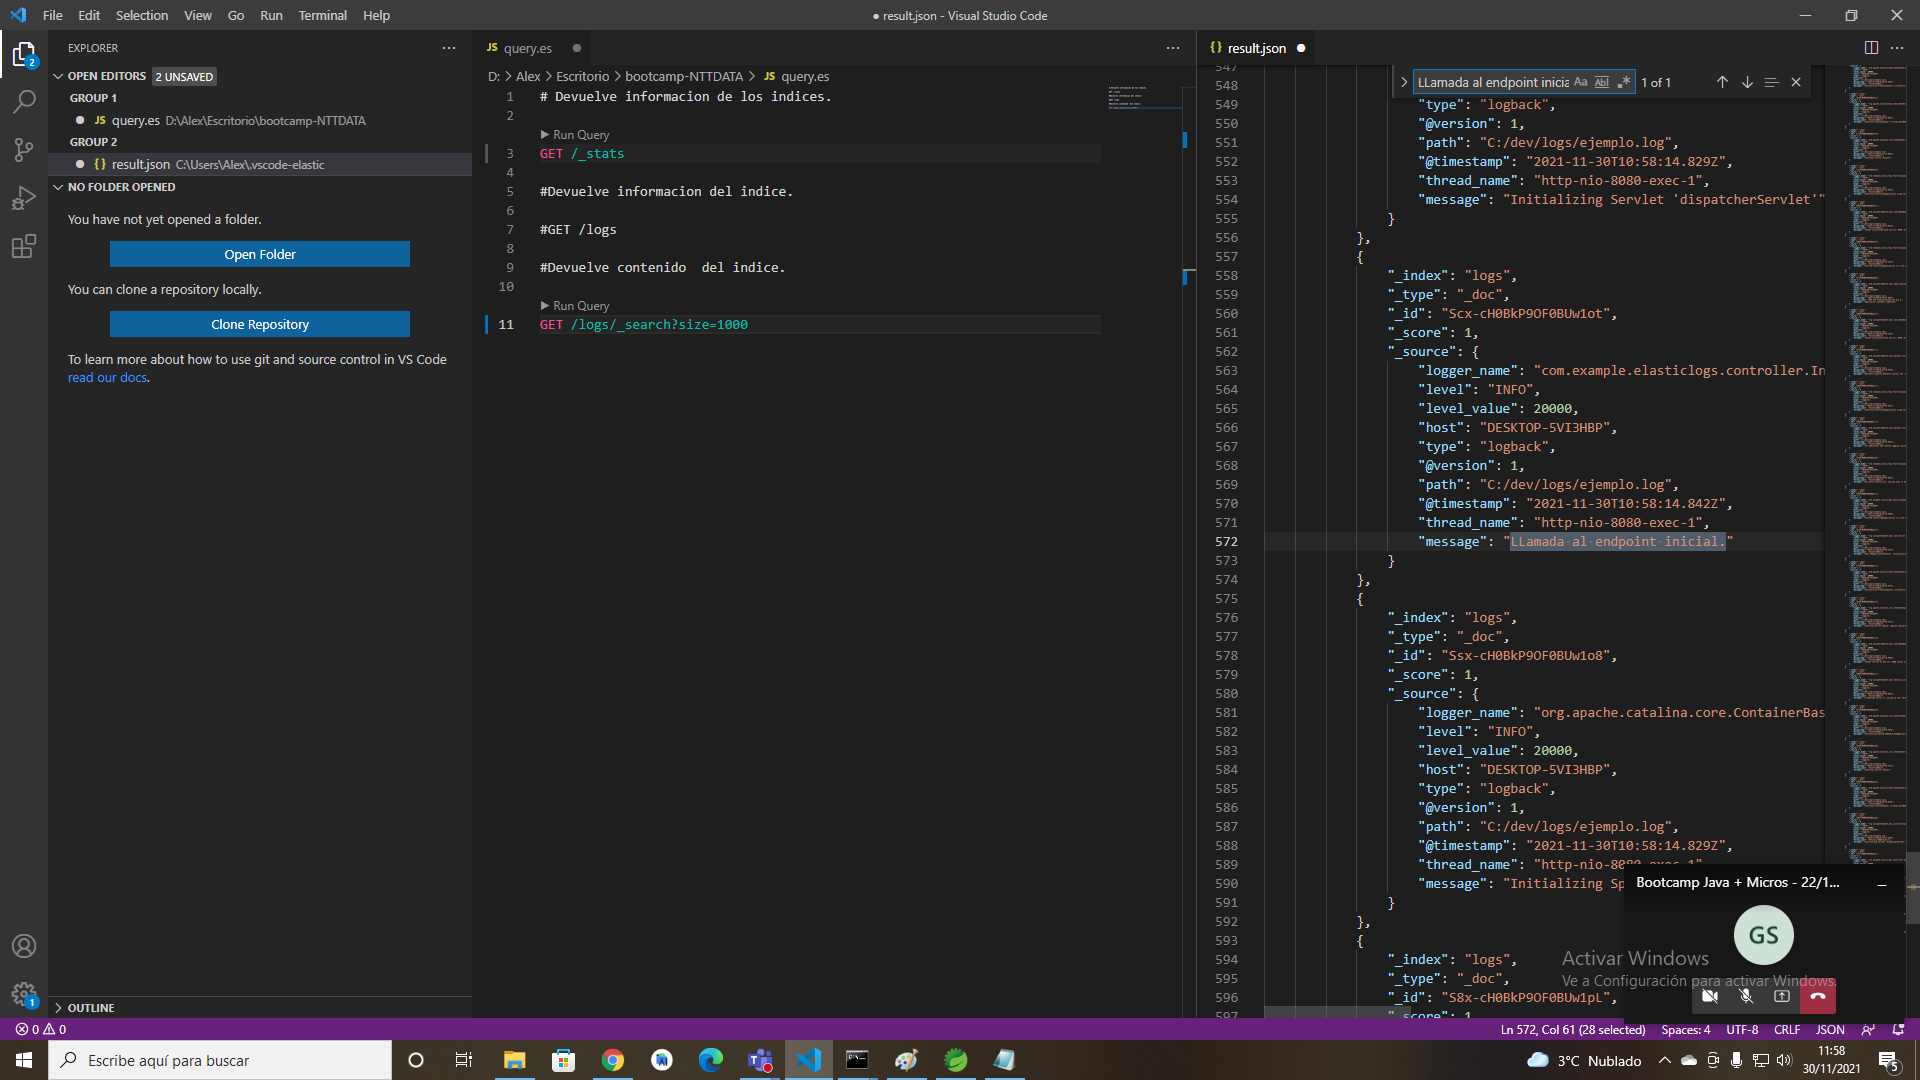 File Edit Selection View Go Run Terminal Help
● result.json - Visual Studio Code
EXPLORER
OPEN EDITORS 2 UNSAVED
GROUP 1
JS query.es D:\Alex\Escritorio\bootcamp-NTTDATA
GROUP 2
{} result.json C:\Users\Alex\.vscode-elastic
NO FOLDER OPENED
You have not yet opened a folder.
Open Folder
You can clone a repository locally.
Clone Repository
To learn more about how to use git and source control in VS Code
read our docs.
OUTLINE
JS query.es
D: > Alex > Escritorio > bootcamp-NTTDATA > JS query.es
1 # Devuelve informacion de los indices.
2
Run Query
3 GET /_stats
4
5 #Devuelve informacion del indice.
6
7 #GET /logs
8
9 #Devuelve contenido  del indice.
10
Run Query
11 GET /logs/_search?size=1000
{} result.json
LLamada al endpoint inicia Aa Abl .* 1 of 1
547
548
549 "type": "logback",
550 "@version": 1,
551 "path": "C:/dev/logs/ejemplo.log",
552 "@timestamp": "2021-11-30T10:58:14.829Z",
553 "thread_name": "http-nio-8080-exec-1",
554 "message": "Initializing Servlet 'dispatcherServlet'"
555 }
556 },
557 {
558 "_index": "logs",
559 "_type": "_doc",
560 "_id": "Scx-cH0BkP9OF0BUw1ot",
561 "_score": 1,
562 "_source": {
563 "logger_name": "com.example.elasticlogs.controller.In
564 "level": "INFO",
565 "level_value": 20000,
566 "host": "DESKTOP-5VI3HBP",
567 "type": "logback",
568 "@version": 1,
569 "path": "C:/dev/logs/ejemplo.log",
570 "@timestamp": "2021-11-30T10:58:14.842Z",
571 "thread_name": "http-nio-8080-exec-1",
572 "message": "LLamada al endpoint inicial."
573 }
574 },
575 {
576 "_index": "logs",
577 "_type": "_doc",
578 "_id": "Ssx-cH0BkP9OF0BUw1o8",
579 "_score": 1,
580 "_source": {
581 "logger_name": "org.apache.catalina.core.ContainerBas
582 "level": "INFO",
583 "level_value": 20000,
584 "host": "DESKTOP-5VI3HBP",
585 "type": "logback",
586 "@version": 1,
587 "path": "C:/dev/logs/ejemplo.log",
588 "@timestamp": "2021-11-30T10:58:14.829Z",
589 "thread_name": "http-nio-8080-exec-1"
590 "message": "Initializing Sp
591 }
592 },
593 {
594 "_index": "logs",
595 "_type": "_doc",
596 "_id": "S8x-cH0BkP9OF0BUw1pL",
597 "_score": 1
Bootcamp Java + Micros - 22/1...
GS
Activar Windows
Ve a Configuración para activar Windows.
0 0
Ln 572, Col 61 (28 selected) Spaces: 4 UTF-8 CRLF JSON
Escribe aquí para buscar
3°C Nublado
11:58
30/11/2021
5